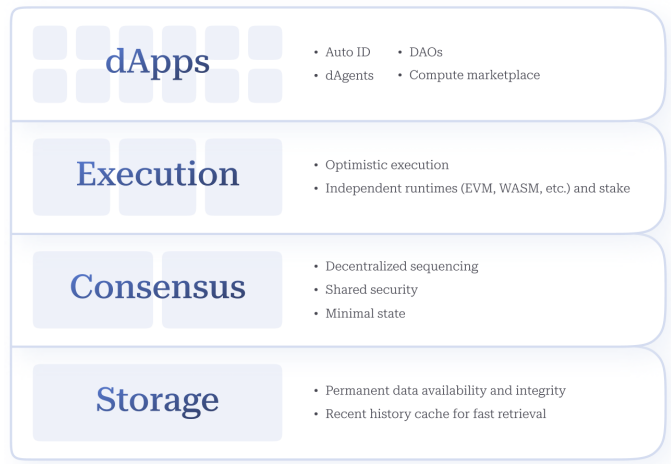 dApps
• Auto ID
• DAOs
• dAgents
• Compute marketplace
Execution
• Optimistic execution
• Independent runtimes (EVM, WASM, etc.) and stake
Consensus
• Decentralized sequencing
• Shared security
• Minimal state
Storage
• Permanent data availability and integrity
• Recent history cache for fast retrieval